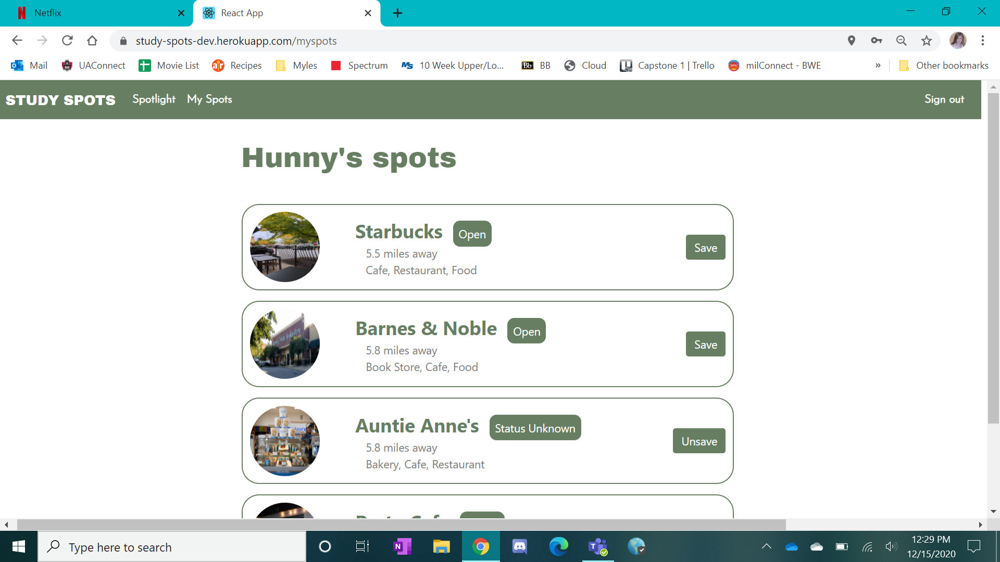 Netflix
React App
study-spots-dev.herokuapp.com/myspots
Mail UAConnect Movie List Recipes Myles Spectrum 10 Week Upper/Lo... BB Cloud Capstone 1 | Trello milConnect - BWE » Other bookmarks
STUDY SPOTS Spotlight My Spots Sign out
Hunny's spots
Starbucks Open
5.5 miles away
Cafe, Restaurant, Food
Save
Barnes & Noble Open
5.8 miles away
Book Store, Cafe, Food
Save
Auntie Anne's Status Unknown
5.8 miles away
Bakery, Cafe, Restaurant
Unsave
Type here to search
12:29 PM
12/15/2020